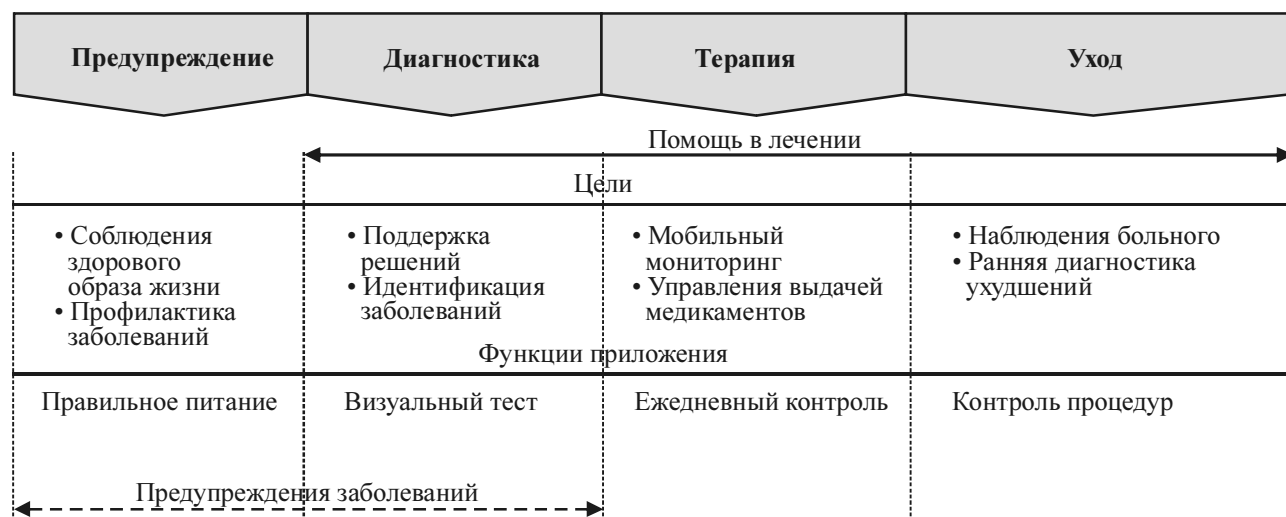 Предупреждение
Диагностика
Терапия
Уход
Помощь в лечении
Цели
• Соблюдения
здорового
образа жизни
• Профилактика
заболеваний
• Поддержка
решений
• Идентификация
заболеваний
• Мобильный
мониторинг
• Управления выдачей
медикаментов
• Наблюдения больного
• Ранняя диагностика
ухудшений
Функции приложения
Правильное питание
Визуальный тест
Ежедневный контроль
Контроль процедур
Предупреждения заболеваний